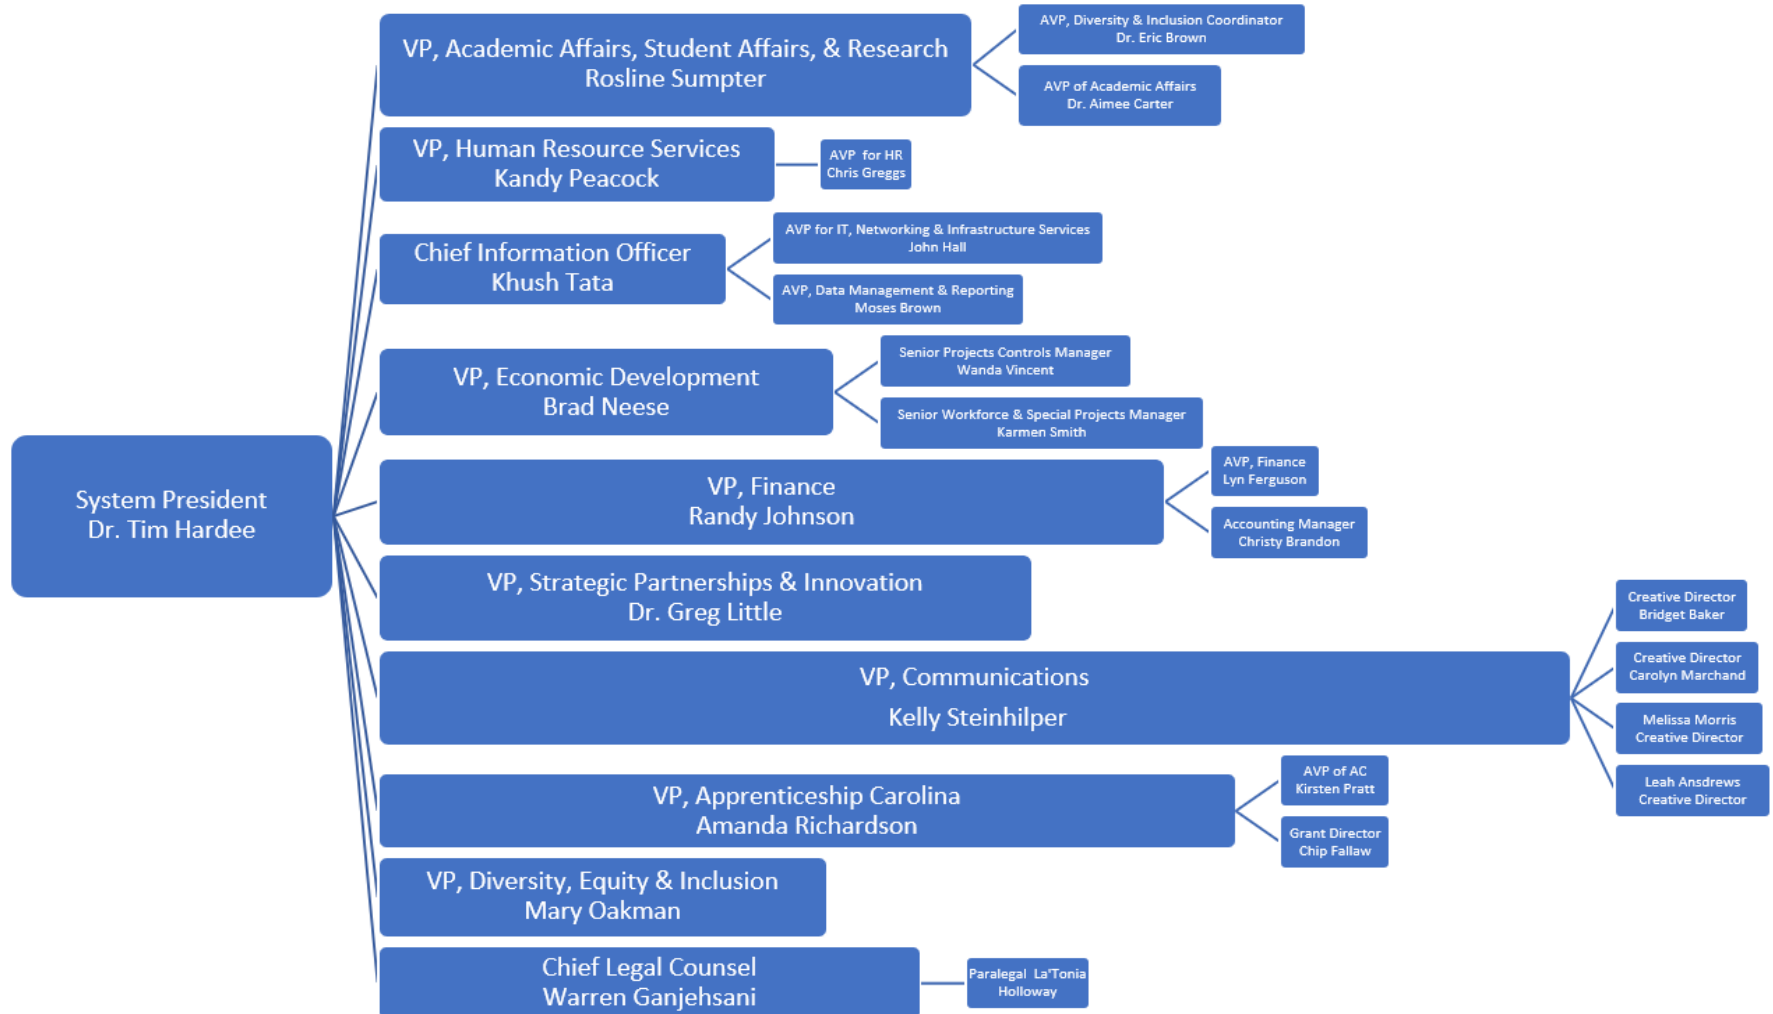 System President
Dr. Tim Hardee
VP, Academic Affairs, Student Affairs, & Research
Rosline Sumpter
AVP, Diversity & Inclusion Coordinator
Dr. Eric Brown
AVP of Academic Affairs
Dr. Aimee Carter
VP, Human Resource Services
Kandy Peacock
AVP for HR
Chris Greggs
Chief Information Officer
Khush Tata
AVP for IT, Networking & Infrastructure Services
John Hall
AVP, Data Management & Reporting
Moses Brown
VP, Economic Development
Brad Neese
Senior Projects Controls Manager
Wanda Vincent
Senior Workforce & Special Projects Manager
Karmen Smith
VP, Finance
Randy Johnson
AVP, Finance
Lyn Ferguson
Accounting Manager
Christy Brandon
VP, Strategic Partnerships & Innovation
Dr. Greg Little
VP, Communications
Kelly Steinhilper
Creative Director
Bridget Baker
Creative Director
Carolyn Marchand
Melissa Morris
Creative Director
Leah Ansdrews
Creative Director
VP, Apprenticeship Carolina
Amanda Richardson
AVP of AC
Kirsten Pratt
Grant Director
Chip Fallaw
VP, Diversity, Equity & Inclusion
Mary Oakman
Chief Legal Counsel
Warren Ganjehsani
Paralegal La'Tonia
Holloway